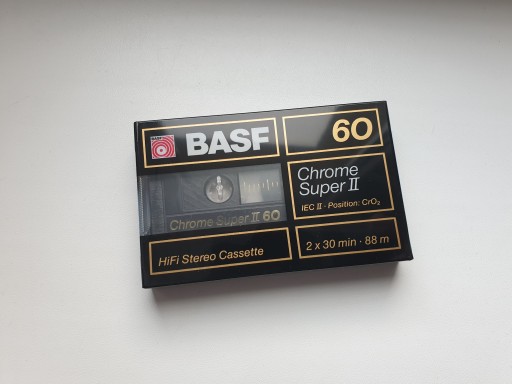 BASF
60
Chrome
Super II
IEC II · Position: CrO₂
Chrome Super II 60
HiFi Stereo Cassette
2 x 30 min · 88 m